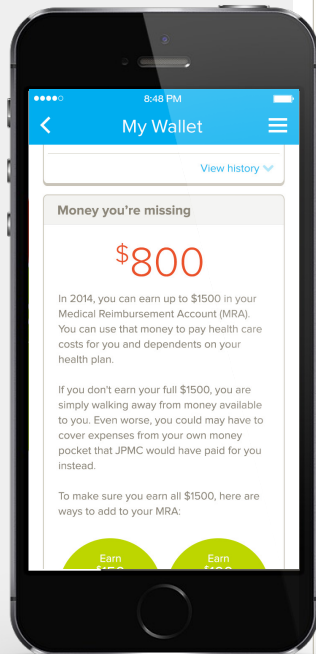 8:48 PM
My Wallet
View history
Money you're missing
$800
In 2014, you can earn up to $1500 in your
Medical Reimbursement Account (MRA).
You can use that money to pay health care
costs for you and dependents on your
health plan.
If you don't earn your full $1500, you are
simply walking away from money available
to you. Even worse, you could may have to
cover expenses from your own money
pocket that JPMC would have paid for you
instead.
To make sure you earn all $1500, here are
ways to add to your MRA:
Earn Earn